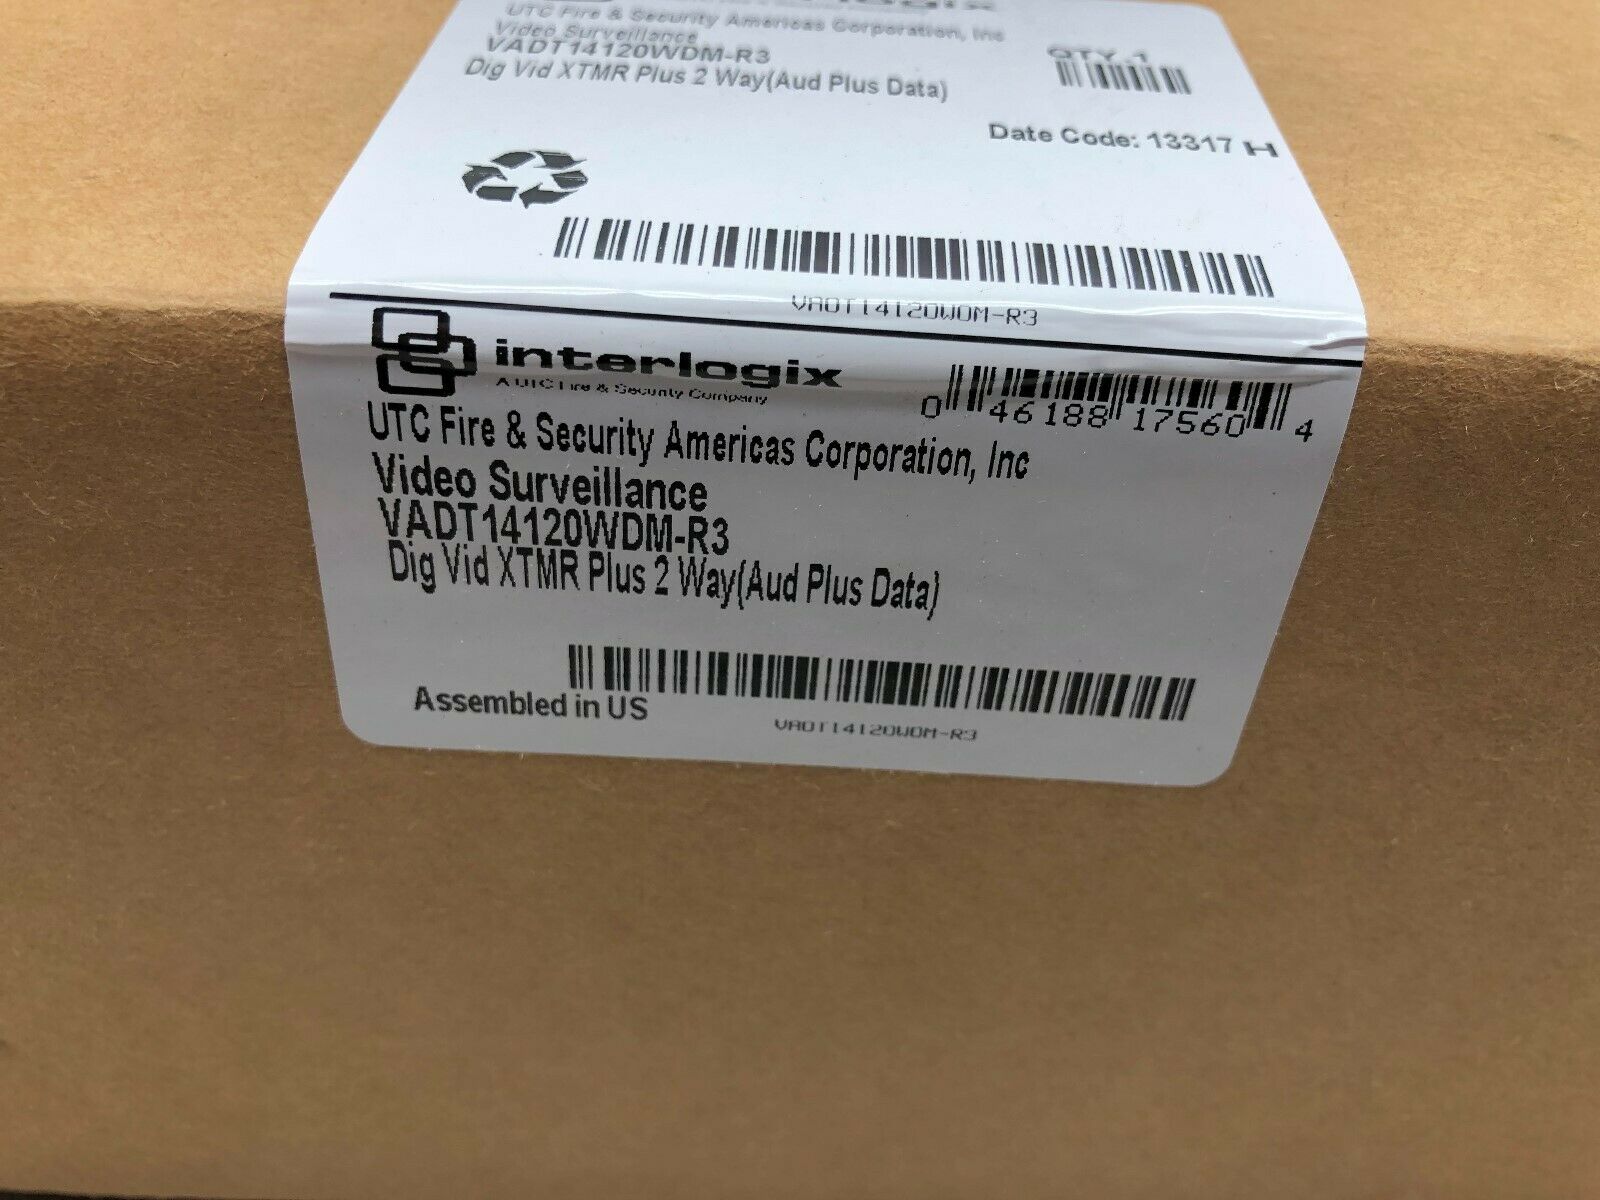 UTC Fire & Security Americas Corporation, Inc
Video Surveillance
VADT14120WDM-R3
Dig Vid XTMR Plus 2 Way(Aud Plus Data)
QTY 1
Date Code: 13317 H
VADT14120WDM-R3
interlogix
A UTC Fire & Security Company
0 46188 17560 4
UTC Fire & Security Americas Corporation, Inc
Video Surveillance
VADT14120WDM-R3
Dig Vid XTMR Plus 2 Way(Aud Plus Data)
Assembled in US
VADT14120WDM-R3